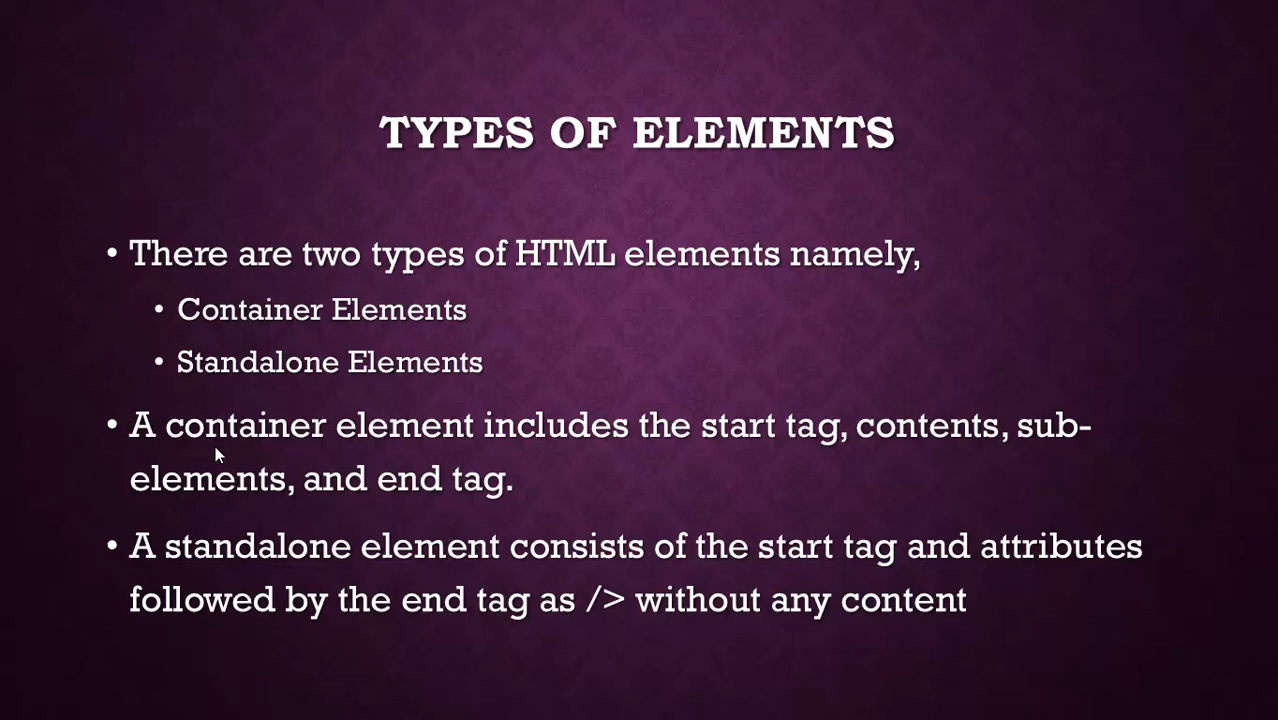 TYPES OF ELEMENTS
• There are two types of HTML elements namely,
• Container Elements
• Standalone Elements
• A container element includes the start tag, contents, sub-
elements, and end tag.
• A standalone element consists of the start tag and attributes
followed by the end tag as /> without any content